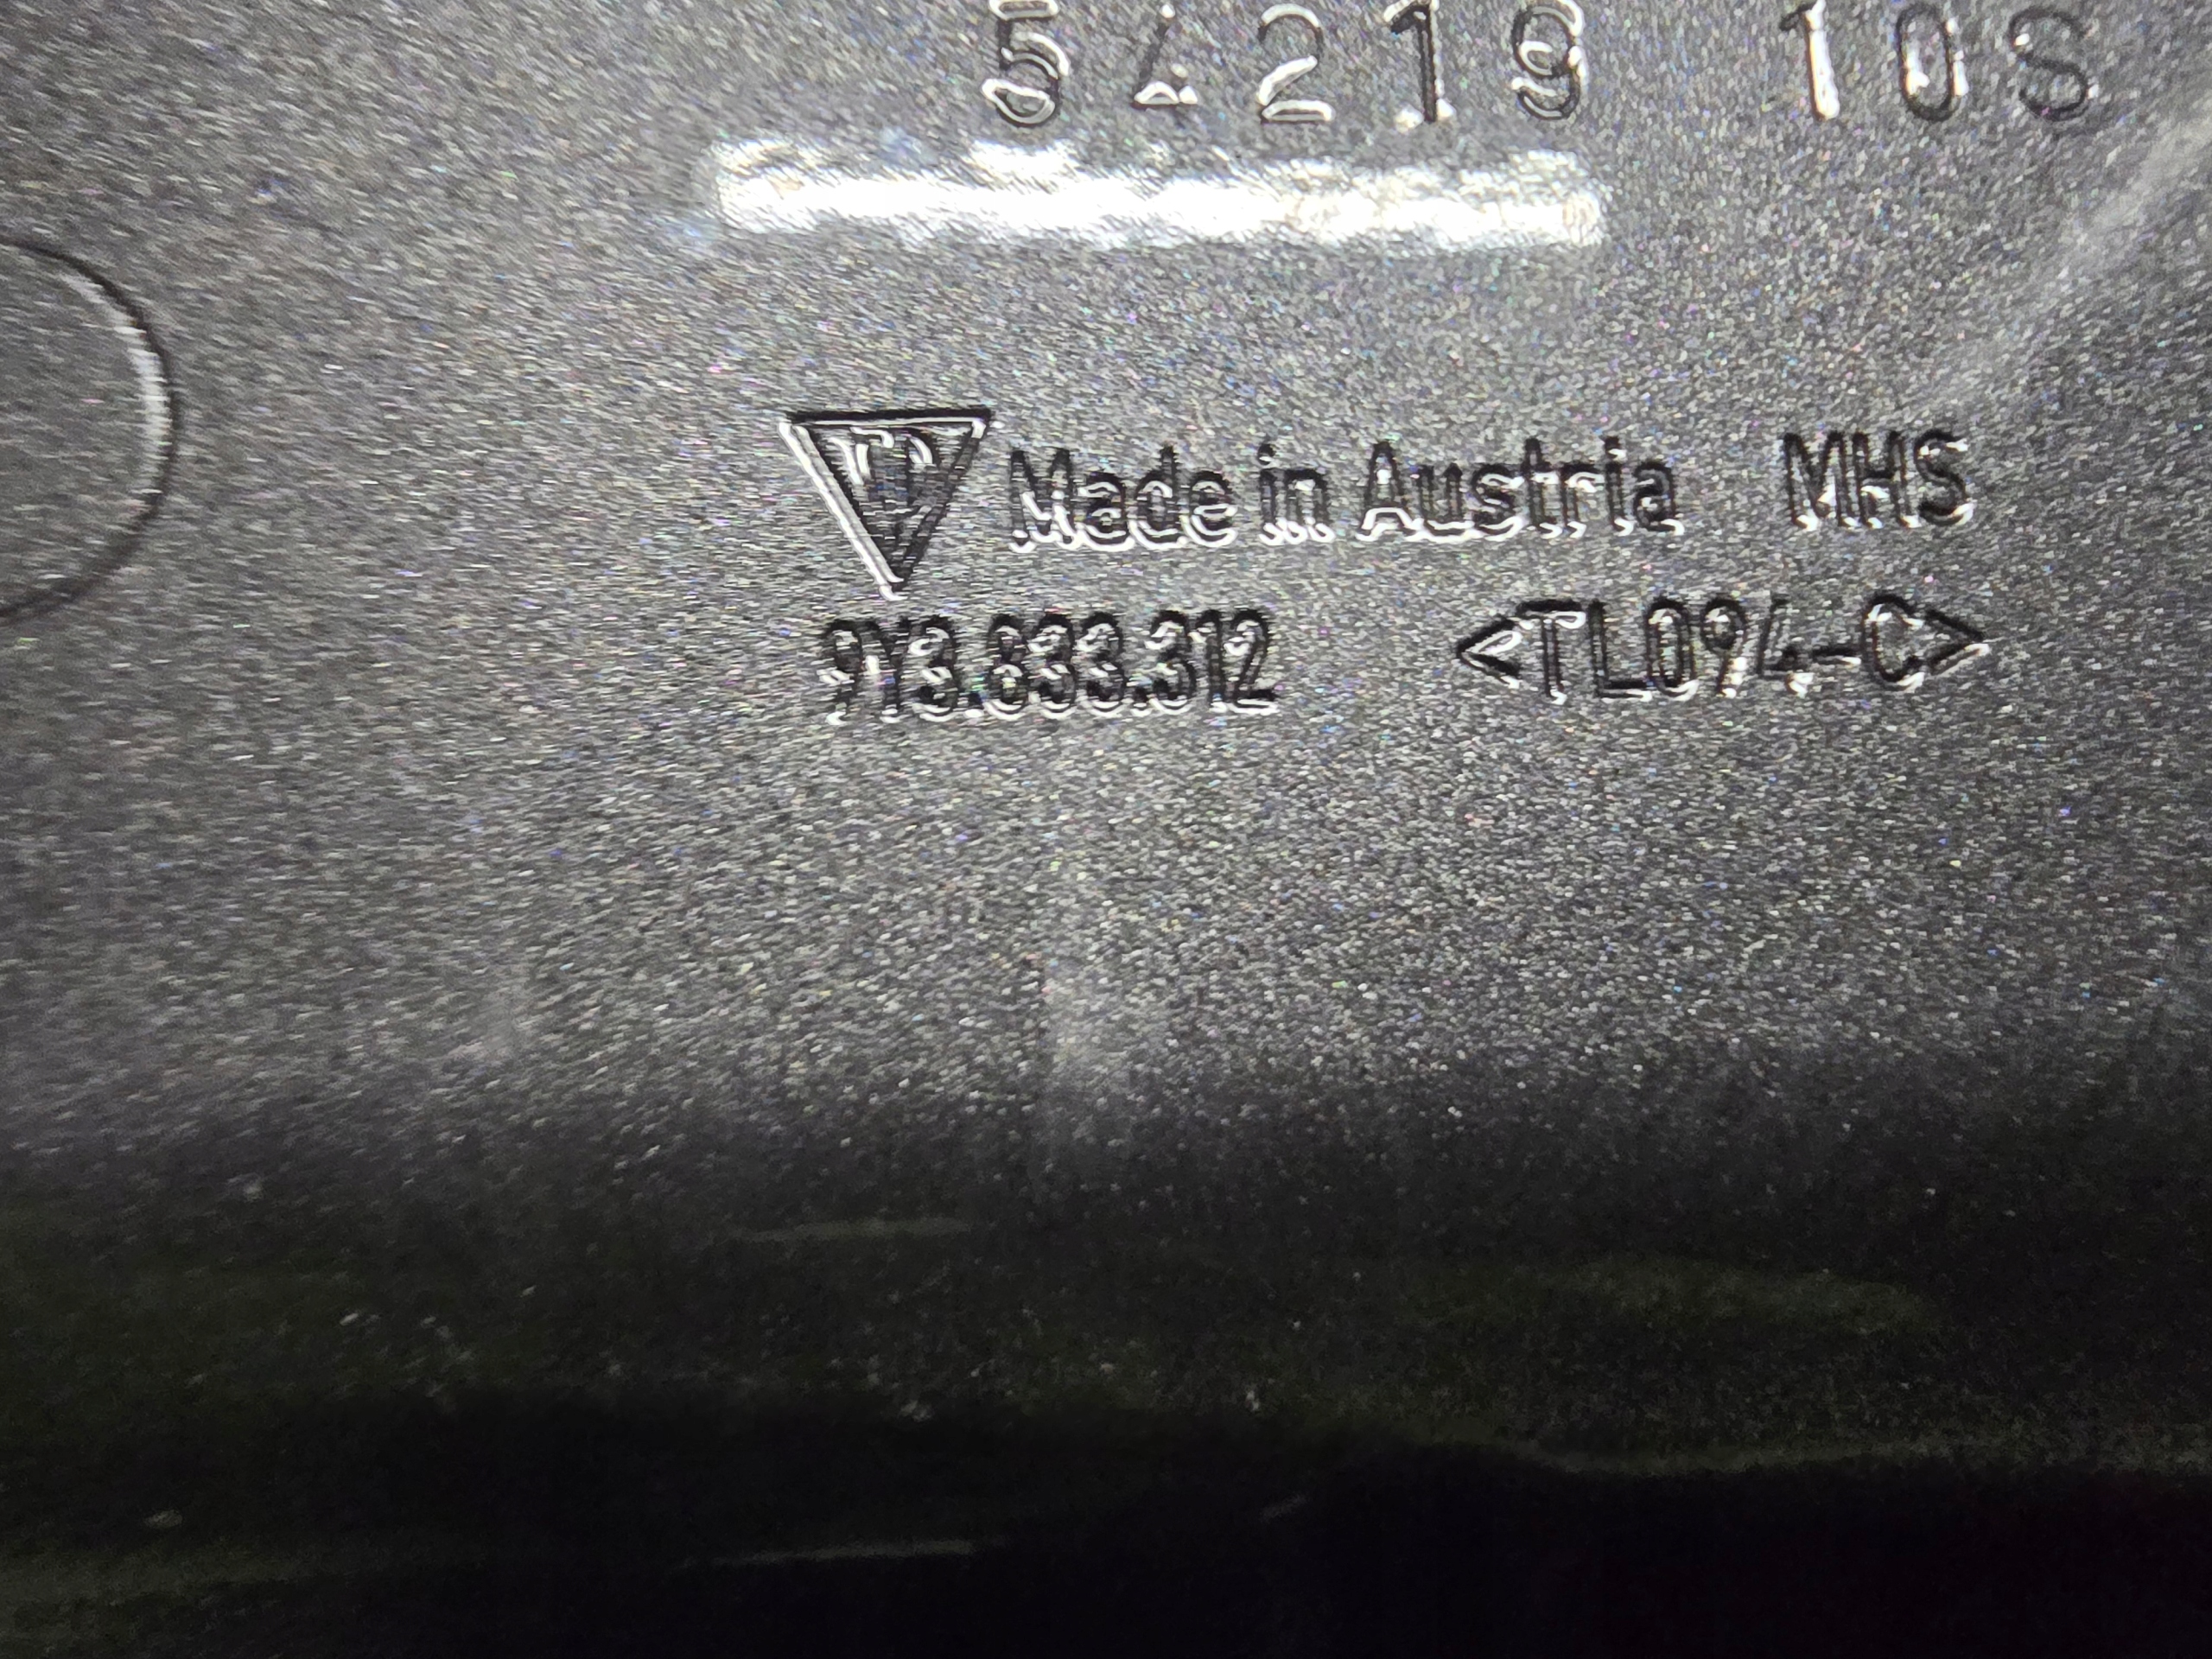 54219 10S
Made in Austria MHS
9Y3.833.312 <TL094-C>